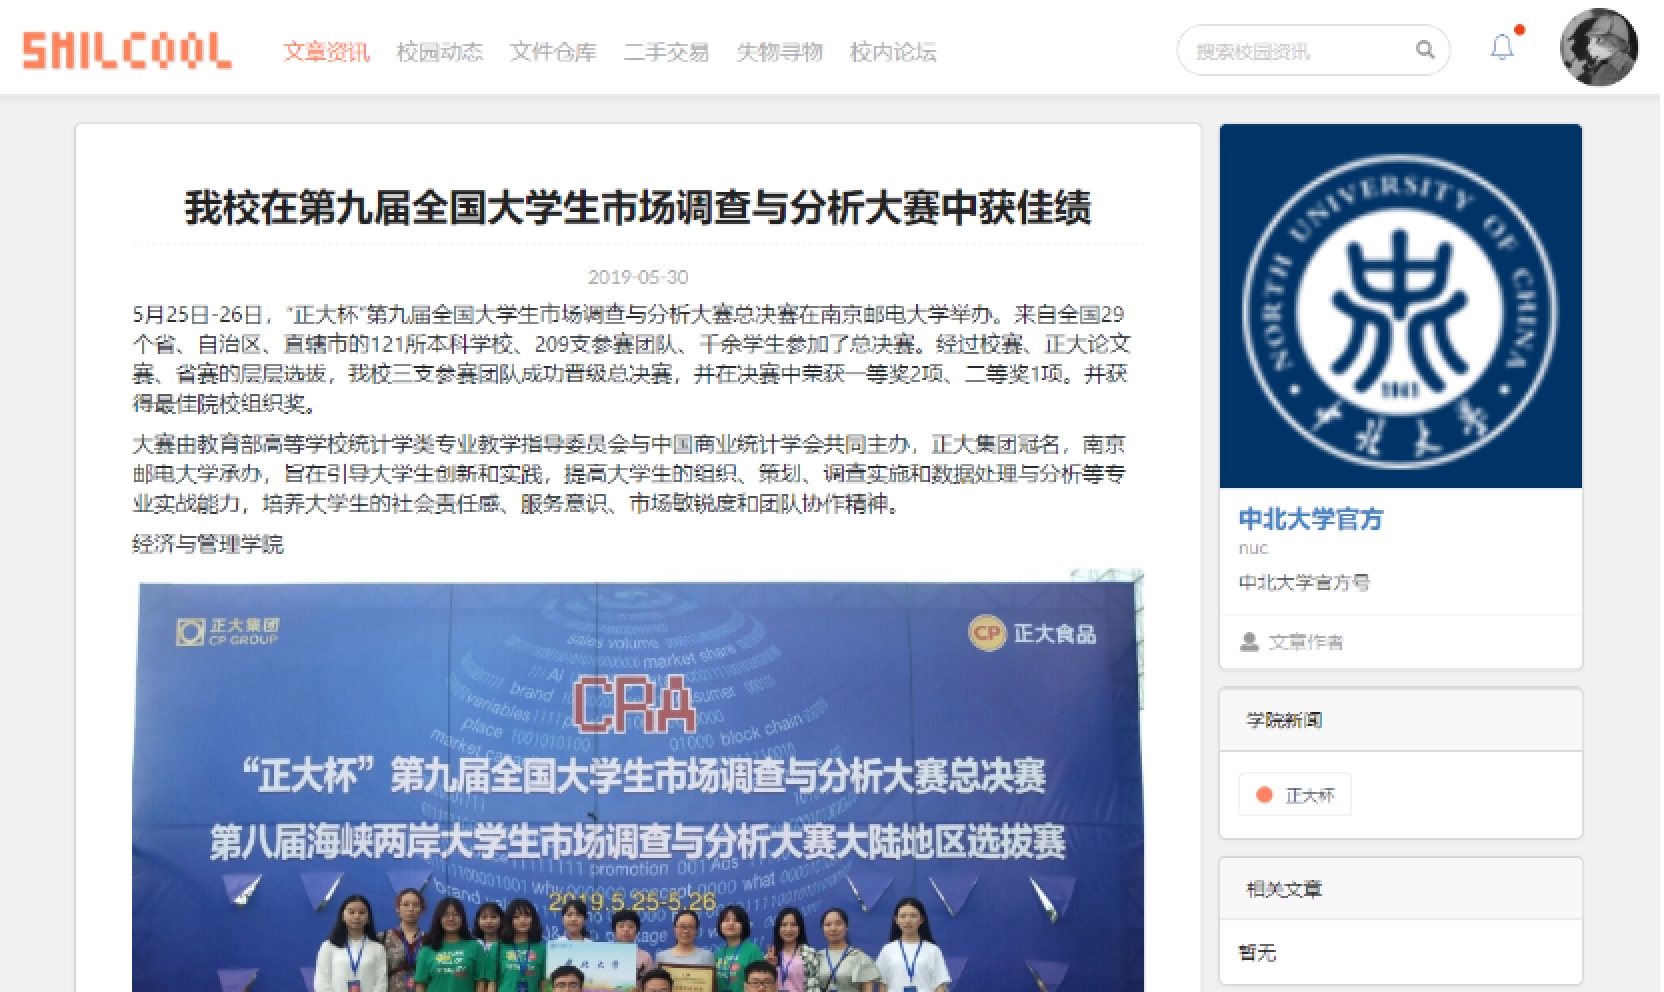 SHILCOOL
文章资讯 校园动态 文件仓库 二手交易 失物寻物 校内论坛
搜索校园资讯
我校在第九届全国大学生市场调查与分析大赛中获佳绩
2019-05-30
5月25日-26日，“正大杯”第九届全国大学生市场调查与分析大赛总决赛在南京邮电大学举办。来自全国29
个省、自治区、直辖市的121所本科学校、209支参赛团队、千余学生参加了总决赛。经过校赛、正大论文
赛、省赛的层层选拔，我校三支参赛团队成功晋级总决赛，并在决赛中荣获一等奖2项、二等奖1项。并获
得最佳院校组织奖。
大赛由教育部高等学校统计学类专业教学指导委员会与中国商业统计学会共同主办，正大集团冠名，南京
邮电大学承办，旨在引导大学生创新和实践，提高大学生的组织、策划、调查实施和数据处理与分析等专
业实战能力，培养大学生的社会责任感、服务意识、市场敏锐度和团队协作精神。
经济与管理学院
正大集团
CP GROUP
CP 正大食品
sales volume
market share
AI
brand
variables
place 1001010100
01000 block chain
CRA
“正大杯”第九届全国大学生市场调查与分析大赛总决赛
第八届海峡两岸大学生市场调查与分析大赛大陆地区选拔赛
promotion
what
2019.5.25-5.26
NORTH UNIVERSITY OF CHINA
1941
中北大学
中北大学官方
nuc
中北大学官方号
文章作者
学院新闻
正大杯
相关文章
暂无